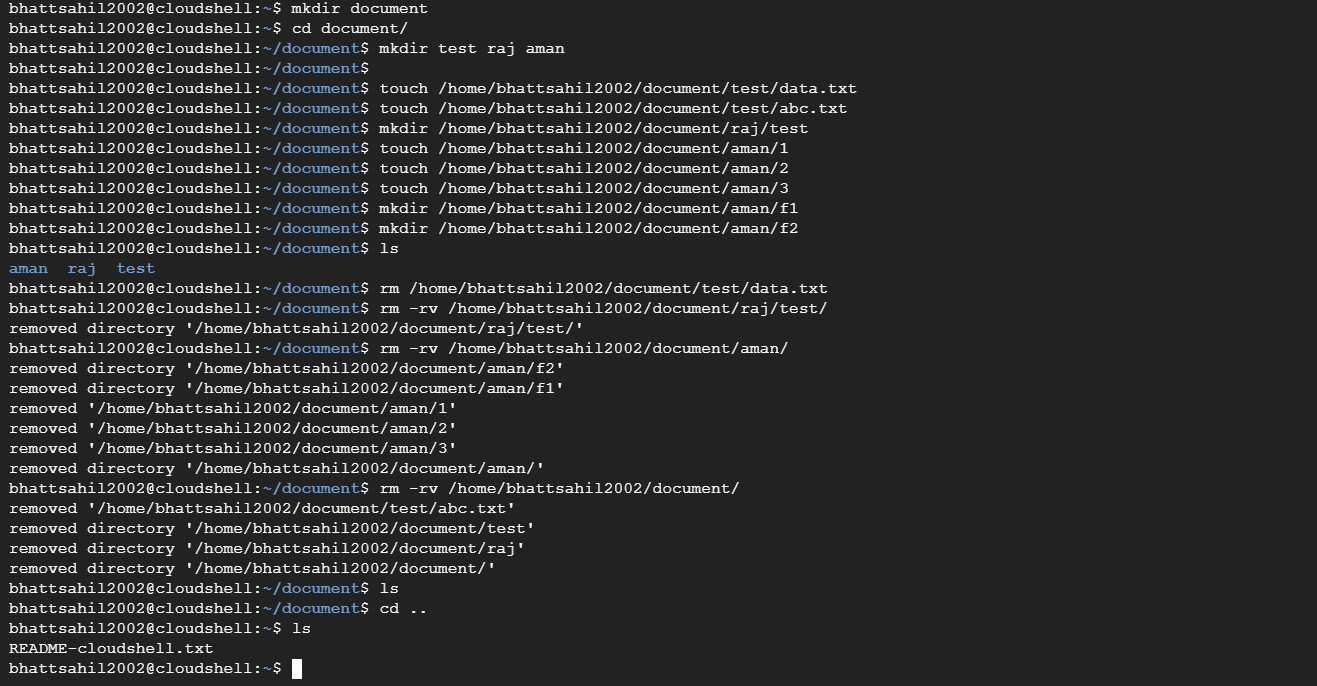 bhattsahil2002@cloudshell:~$ mkdir document
bhattsahil2002@cloudshell:~$ cd document/
bhattsahil2002@cloudshell:~/document$ mkdir test raj aman
bhattsahil2002@cloudshell:~/document$
bhattsahil2002@cloudshell:~/document$ touch /home/bhattsahil2002/document/test/data.txt
bhattsahil2002@cloudshell:~/document$ touch /home/bhattsahil2002/document/test/abc.txt
bhattsahil2002@cloudshell:~/document$ mkdir /home/bhattsahil2002/document/raj/test
bhattsahil2002@cloudshell:~/document$ touch /home/bhattsahil2002/document/aman/1
bhattsahil2002@cloudshell:~/document$ touch /home/bhattsahil2002/document/aman/2
bhattsahil2002@cloudshell:~/document$ touch /home/bhattsahil2002/document/aman/3
bhattsahil2002@cloudshell:~/document$ mkdir /home/bhattsahil2002/document/aman/f1
bhattsahil2002@cloudshell:~/document$ mkdir /home/bhattsahil2002/document/aman/f2
bhattsahil2002@cloudshell:~/document$ ls
aman  raj  test
bhattsahil2002@cloudshell:~/document$ rm /home/bhattsahil2002/document/test/data.txt
bhattsahil2002@cloudshell:~/document$ rm -rv /home/bhattsahil2002/document/raj/test/
removed directory '/home/bhattsahil2002/document/raj/test/'
bhattsahil2002@cloudshell:~/document$ rm -rv /home/bhattsahil2002/document/aman/
removed directory '/home/bhattsahil2002/document/aman/f2'
removed directory '/home/bhattsahil2002/document/aman/f1'
removed '/home/bhattsahil2002/document/aman/1'
removed '/home/bhattsahil2002/document/aman/2'
removed '/home/bhattsahil2002/document/aman/3'
removed directory '/home/bhattsahil2002/document/aman/'
bhattsahil2002@cloudshell:~/document$ rm -rv /home/bhattsahil2002/document/
removed '/home/bhattsahil2002/document/test/abc.txt'
removed directory '/home/bhattsahil2002/document/test'
removed directory '/home/bhattsahil2002/document/raj'
removed directory '/home/bhattsahil2002/document/'
bhattsahil2002@cloudshell:~/document$ ls
bhattsahil2002@cloudshell:~/document$ cd ..
bhattsahil2002@cloudshell:~$ ls
README-cloudshell.txt
bhattsahil2002@cloudshell:~$